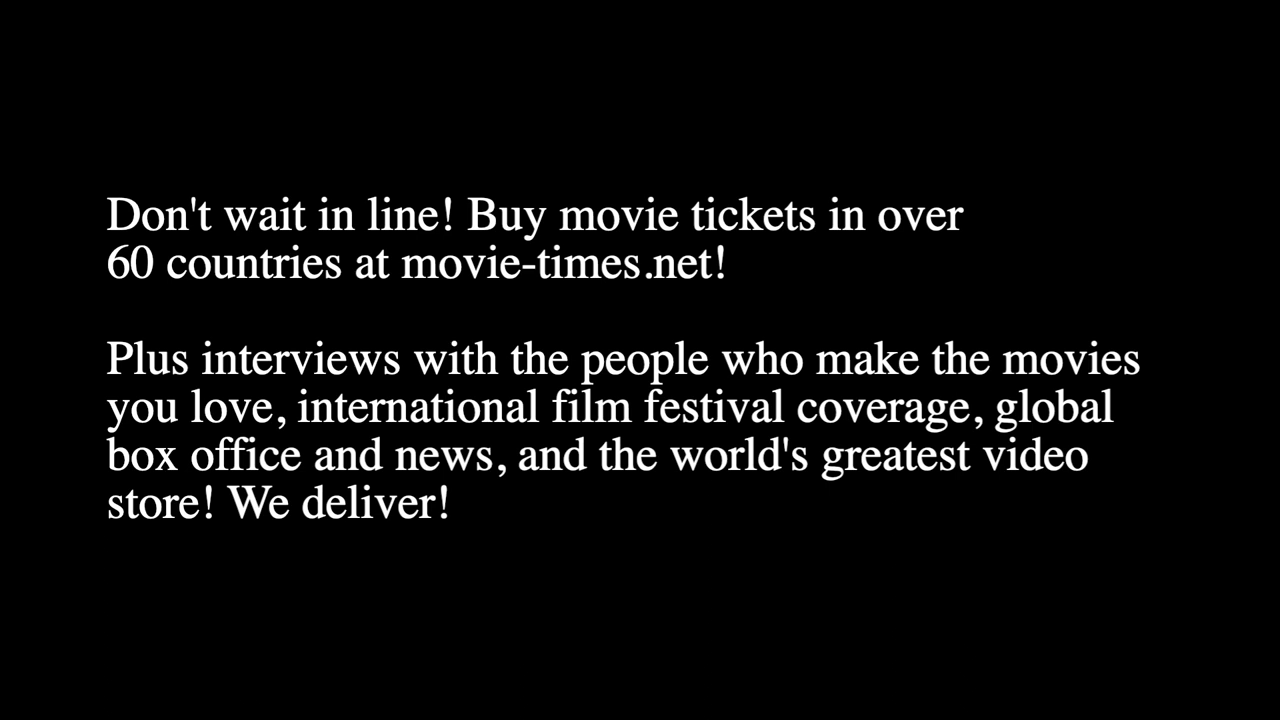 Don't wait in line! Buy movie tickets in over
60 countries at movie-times.net!
Plus interviews with the people who make the movies
you love, international film festival coverage, global
box office and news, and the world's greatest video
store! We deliver!